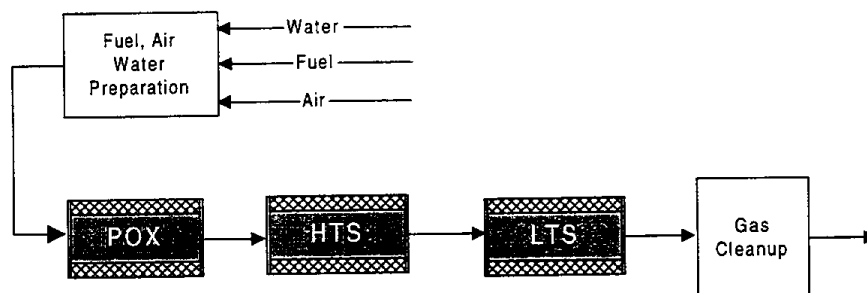 Fuel, Air
Water
Preparation
Water
Fuel
Air
POX
HTS
LTS
Gas
Cleanup